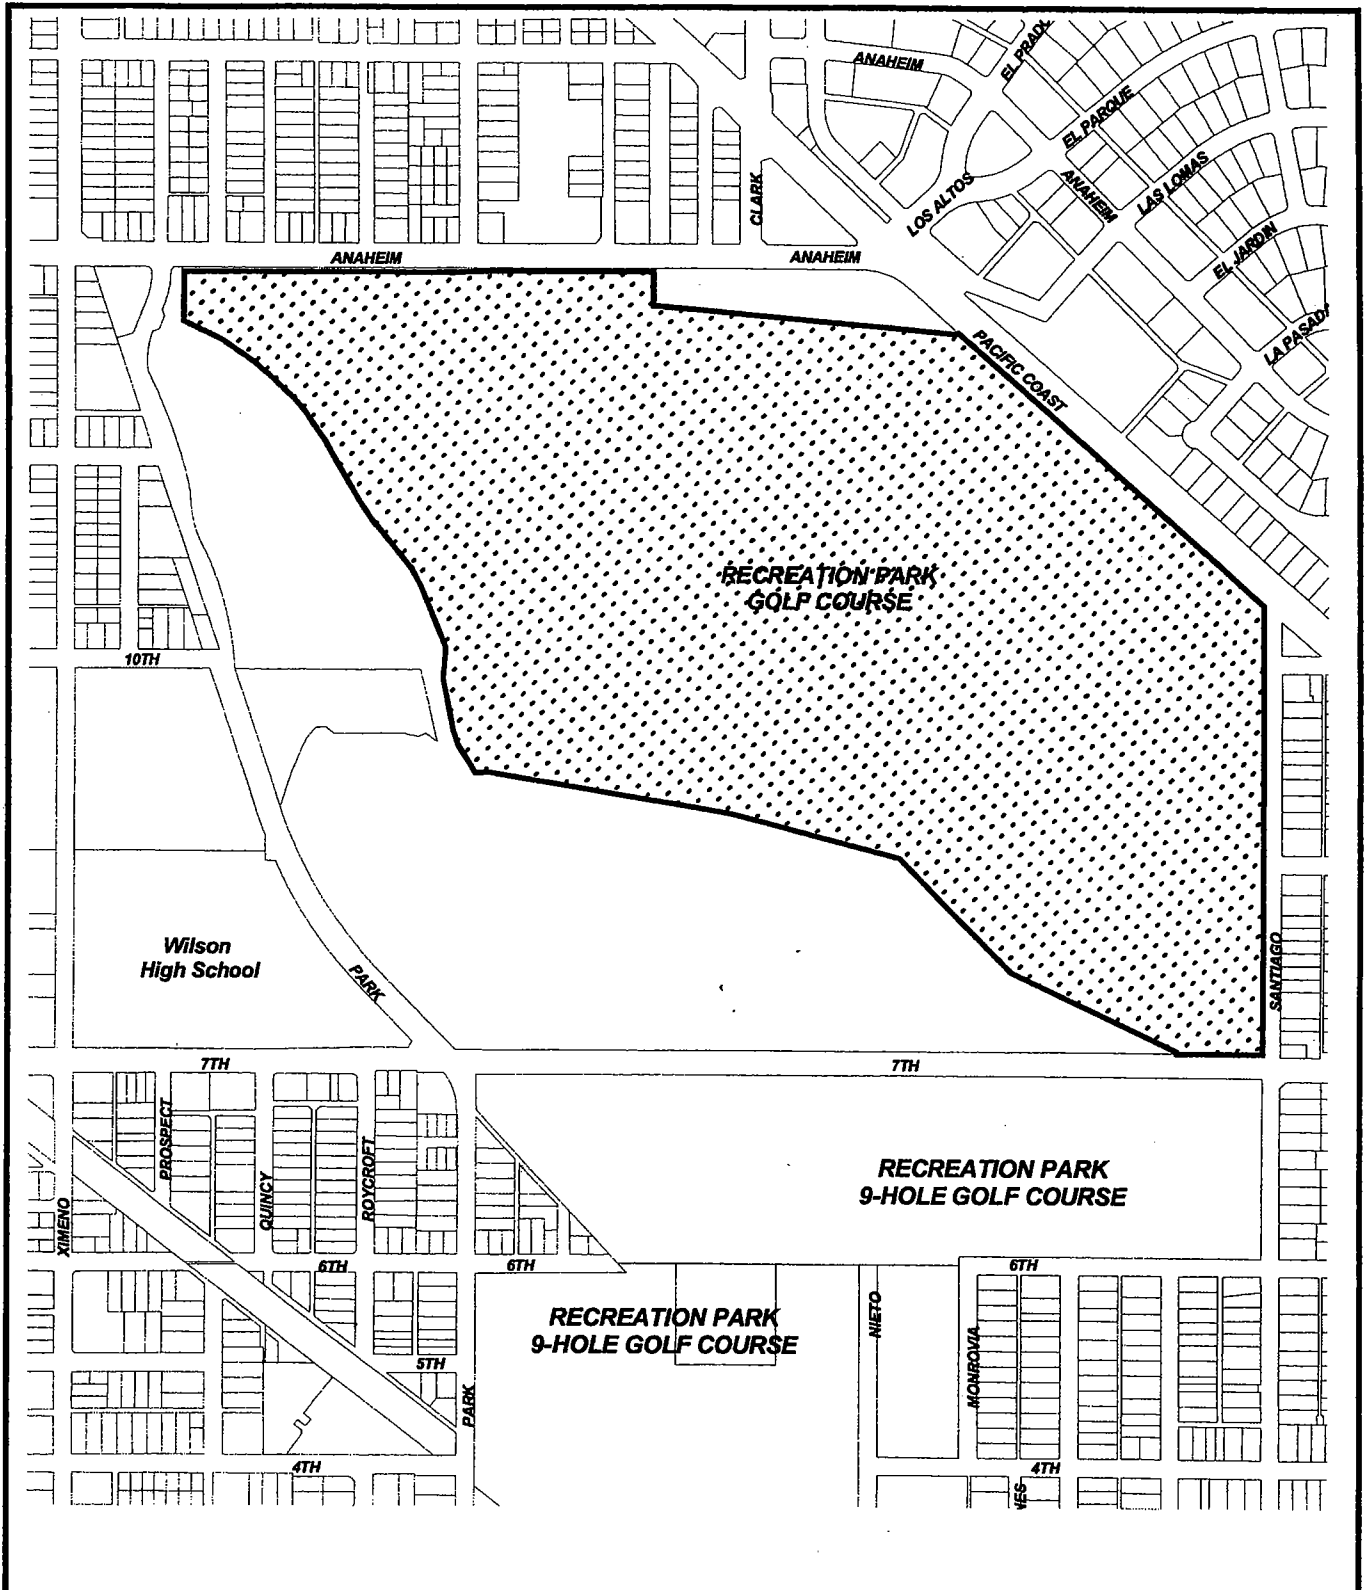 EL PRADO
ANAHEIM
EL PARQUE
CLARK
LOS ALTOS
ANAHEIM
LAS LOMAS
EL JARDIN
ANAHEIM
ANAHEIM
LA PASADA
PACIFIC COAST
RECREATION PARK
GOLF COURSE
10TH
Wilson
High School
PARK
SANTIAGO
7TH
7TH
PROSPECT
QUINCY
ROYCROFT
XIMENO
RECREATION PARK
9-HOLE GOLF COURSE
6TH
6TH
6TH
RECREATION PARK
9-HOLE GOLF COURSE
NIETO
MONROVIA
5TH
PARK
4TH
4TH